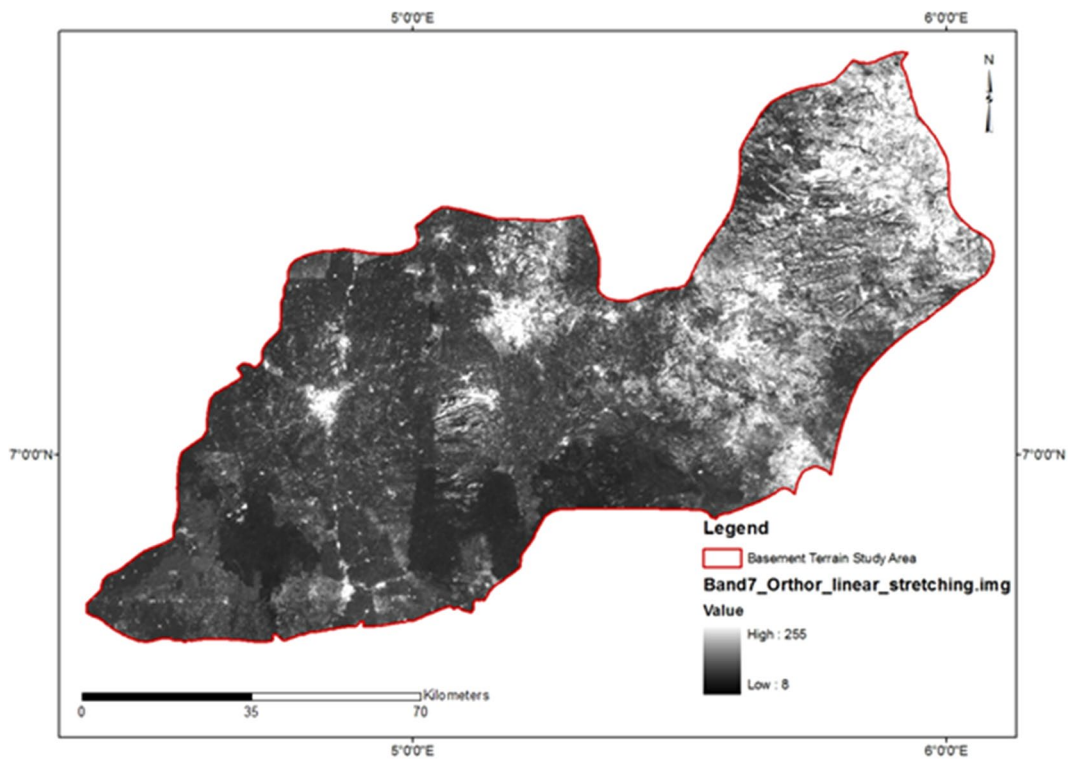 5°0'0"E 6°0'0"E
N
7°0'0"N 7°0'0"N
Legend
Basement Terrain Study Area
Band7_Orthor_linear_stretching.img
Value
High : 255
Low : 8
Kilometers
0 35 70
5°0'0"E 6°0'0"E